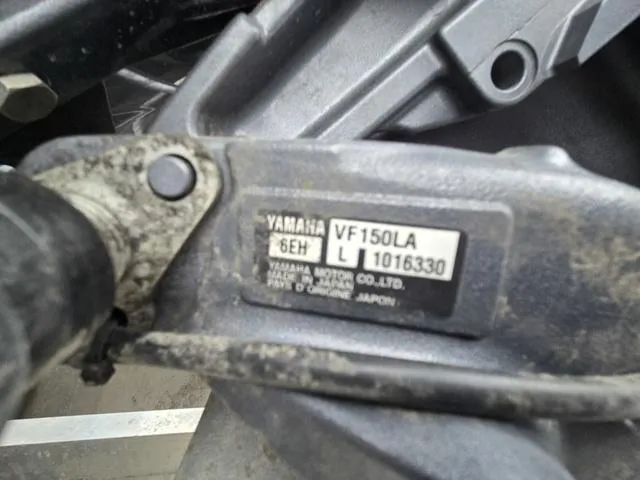 YAMAHA VF150LA
6EH L 1016330
YAMAHA MOTOR CO.,LTD.
MADE IN JAPAN
PAYS D'ORIGINE JAPON